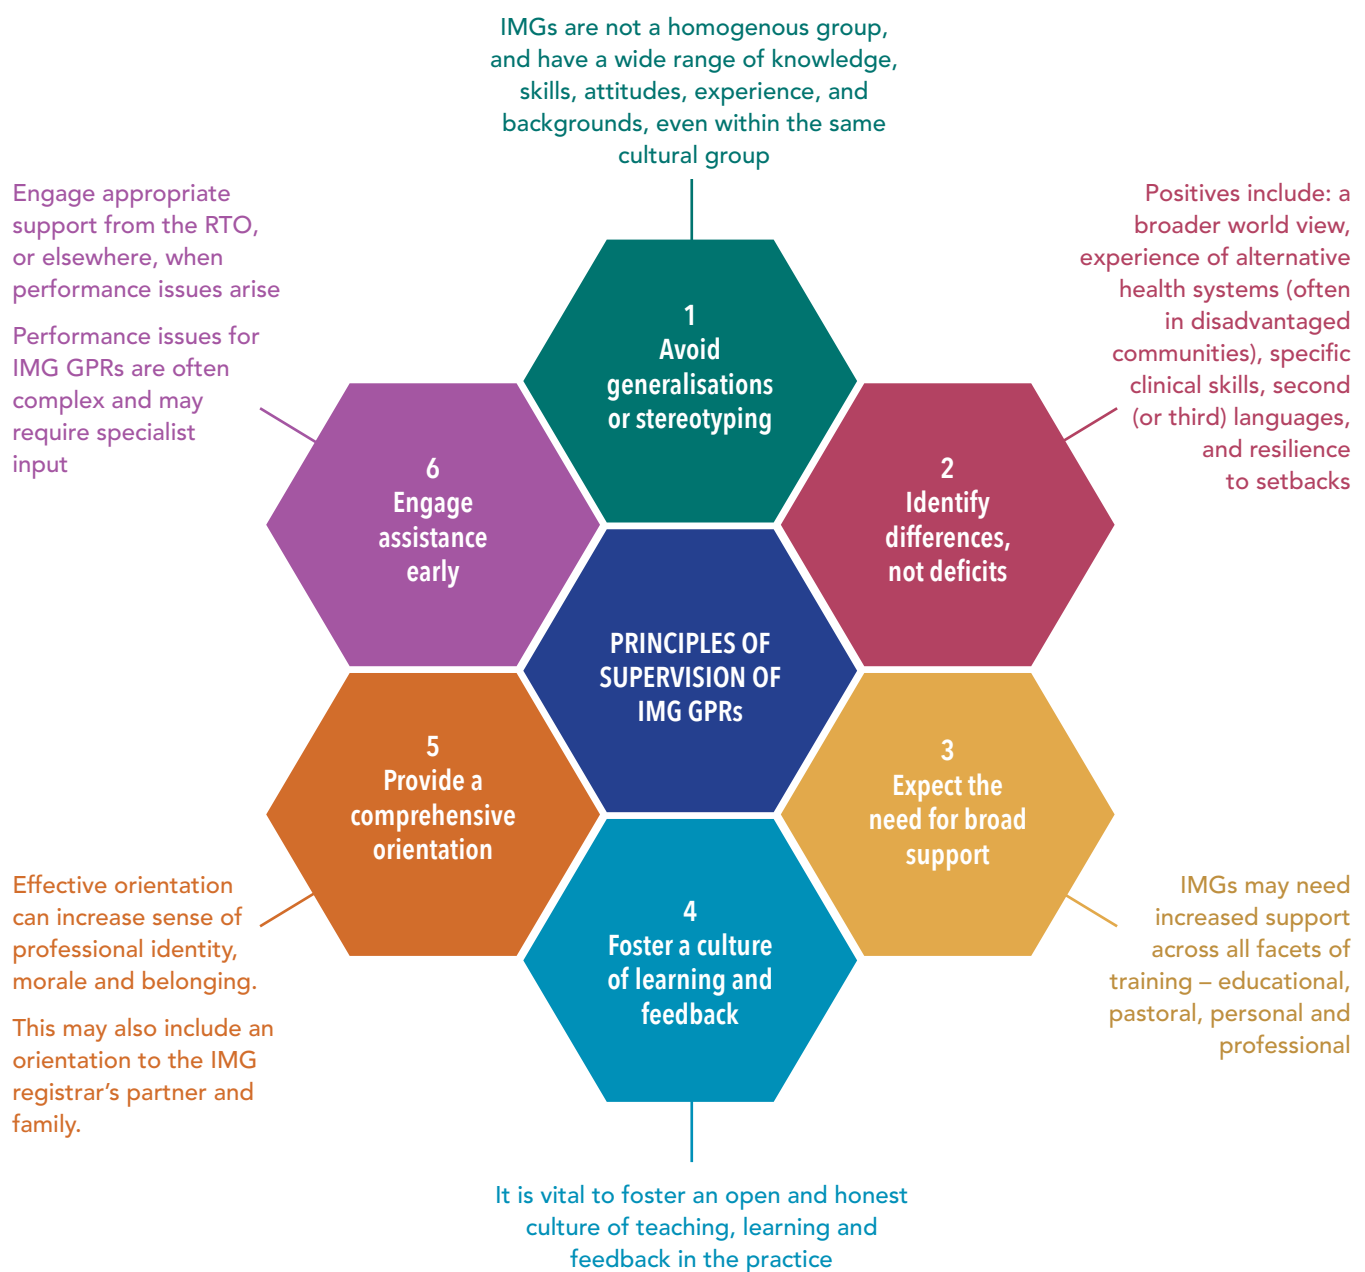 IMGs are not a homogenous group,
and have a wide range of knowledge,
skills, attitudes, experience, and
backgrounds, even within the same
cultural group
1
Avoid
generalisations
or stereotyping
Positives include: a
broader world view,
experience of alternative
health systems (often
in disadvantaged
communities), specific
clinical skills, second
(or third) languages,
and resilience
to setbacks
2
Identify
differences,
not deficits
IMGs may need
increased support
across all facets of
training – educational,
pastoral, personal and
professional
3
Expect the
need for broad
support
4
Foster a culture
of learning and
feedback
It is vital to foster an open and honest
culture of teaching, learning and
feedback in the practice
5
Provide a
comprehensive
orientation
Effective orientation
can increase sense of
professional identity,
morale and belonging.
This may also include an
orientation to the IMG
registrar’s partner and
family.
6
Engage
assistance
early
Engage appropriate
support from the RTO,
or elsewhere, when
performance issues arise
Performance issues for
IMG GPRs are often
complex and may
require specialist
input
PRINCIPLES OF
SUPERVISION OF
IMG GPRs